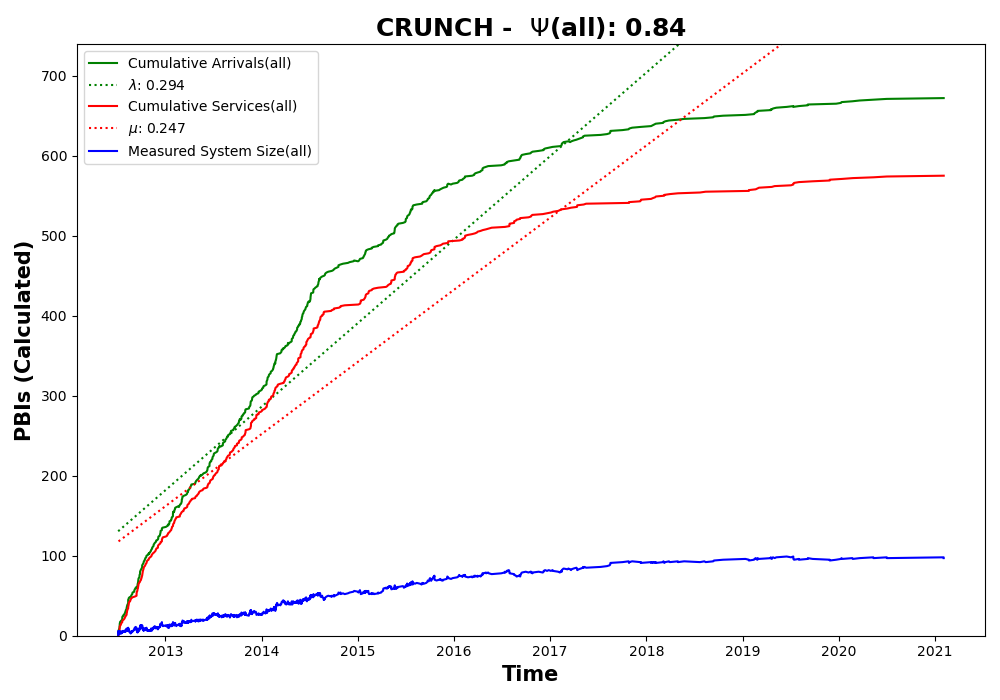 CRUNCH - Ψ(all): 0.84
Cumulative Arrivals(all)
λ: 0.294
Cumulative Services(all)
μ: 0.247
Measured System Size(all)
PBIs (Calculated)
700
600
500
400
300
200
100
0
2013 2014 2015 2016 2017 2018 2019 2020 2021
Time